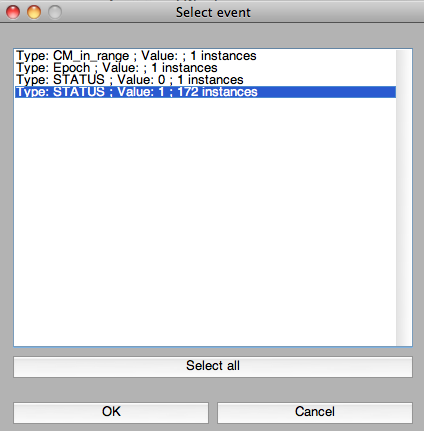 Select event
Type: CM_in_range ; Value: ; 1 instances
Type: Epoch ; Value: ; 1 instances
Type: STATUS ; Value: 0 ; 1 instances
Type: STATUS ; Value: 1 ; 172 instances
Select all
OK
Cancel